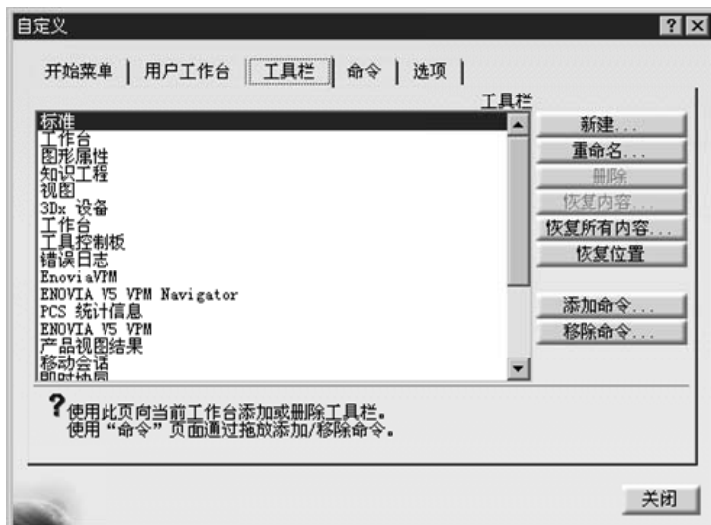 自定义
开始菜单 用户工作台 工具栏 命令 选项
工具栏
标准
工作台
图形属性
知识工程
视图
3Dx 设备
工作台
工具控制板
错误日志
EnoviaVPM
ENOVIA V5 VPM Navigator
PCS 统计信息
ENOVIA V5 VPM
产品视图结果
移动会话
即时协同
新建...
重命名...
删除
恢复内容...
恢复所有内容...
恢复位置
添加命令...
移除命令...
使用此页向当前工作台添加或删除工具栏。
使用“命令”页面通过拖放添加/移除命令。
关闭